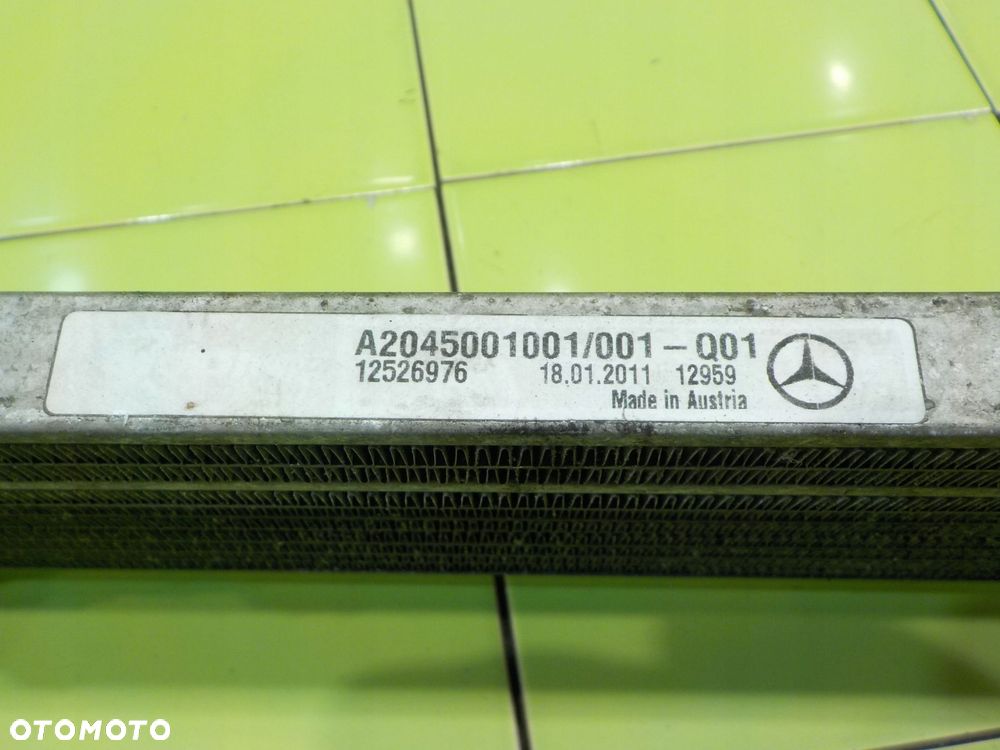 A2045001001/001-Q01
12526976 18.01.2011 12959
Made in Austria
OTOMOTO